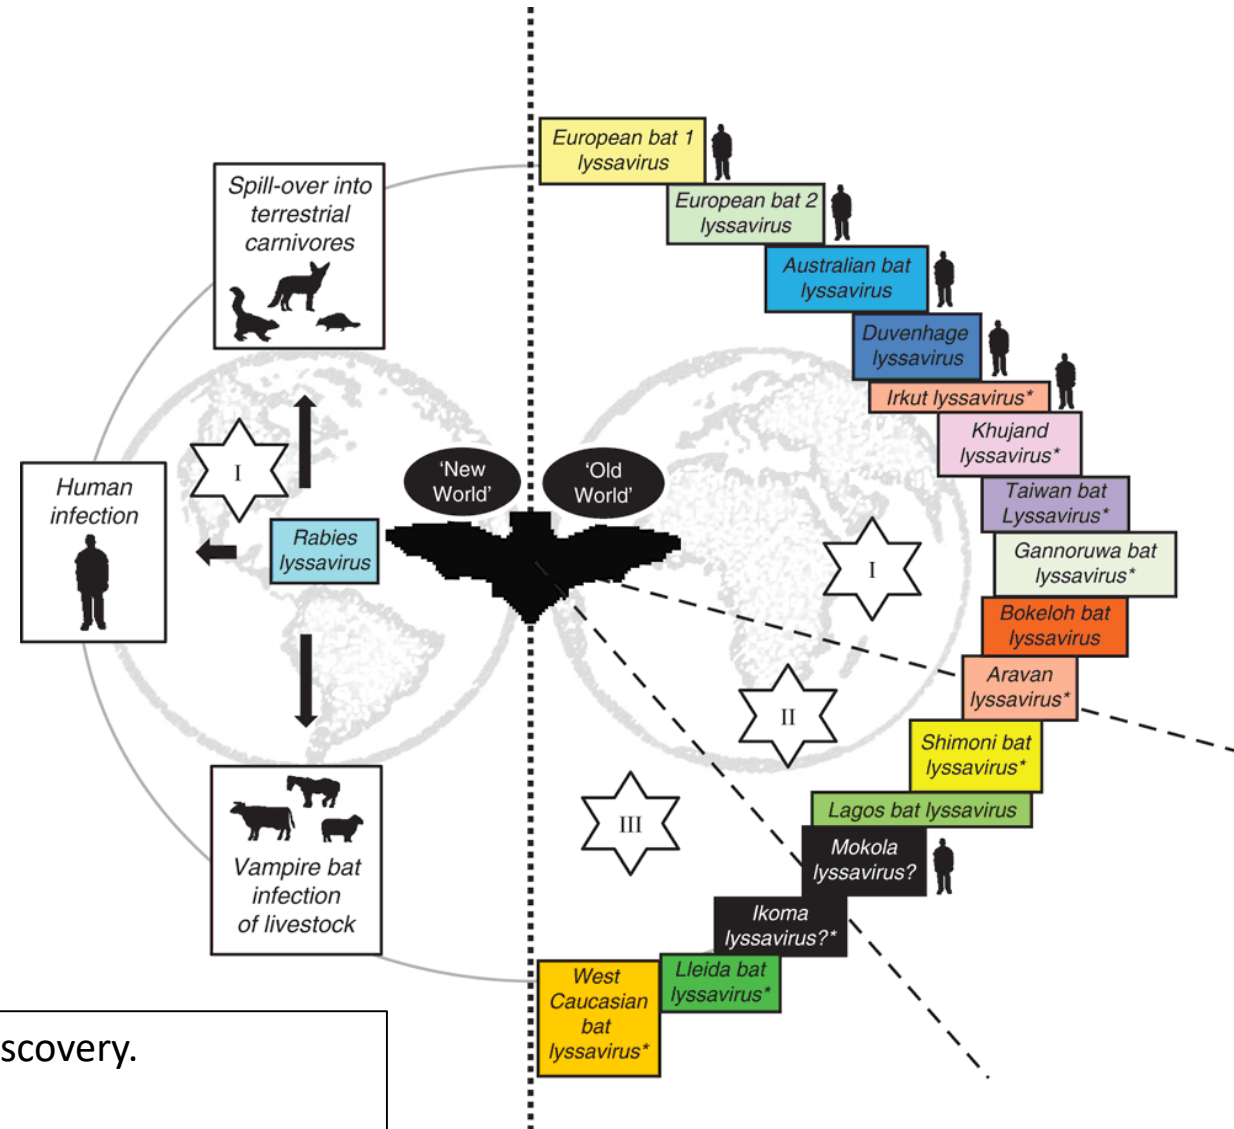 European bat 1
lyssavirus
European bat 2
lyssavirus
Australian bat
lyssavirus
Duvenhage
lyssavirus
Irkut lyssavirus*
Khujand
lyssavirus*
Taiwan bat
Lyssavirus*
Gannoruwa bat
lyssavirus*
Bokeloh bat
lyssavirus
Aravan
lyssavirus*
Shimoni bat
lyssavirus*
Lagos bat lyssavirus
Mokola
lyssavirus?
Ikoma
lyssavirus?*
Lleida bat
lyssavirus*
West
Caucasian
bat
lyssavirus*
Spill-over into
terrestrial
carnivores
I
Human
infection
Rabies
lyssavirus
'New
World'
'Old
World'
I
II
III
Vampire bat
infection
of livestock
scovery.